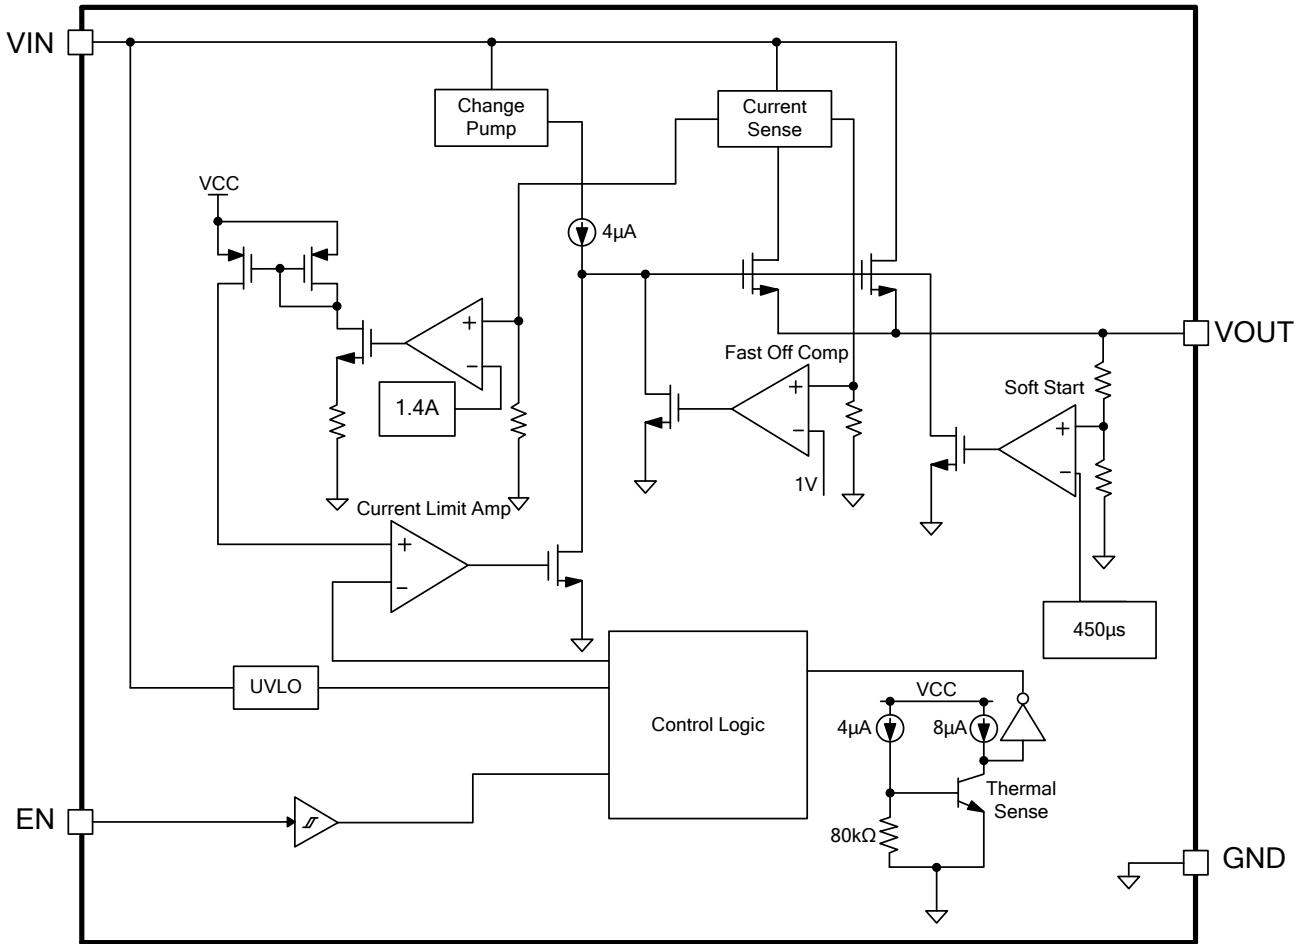 VIN
Change
Pump
Current
Sense
VCC
4μA
VOUT
Fast Off Comp
Soft Start
1.4A
+
−
+
−
+
−
1V
Current Limit Amp
+
−
450μs
UVLO
Control Logic
VCC
4μA
8μA
Thermal
Sense
80kΩ
EN
GND